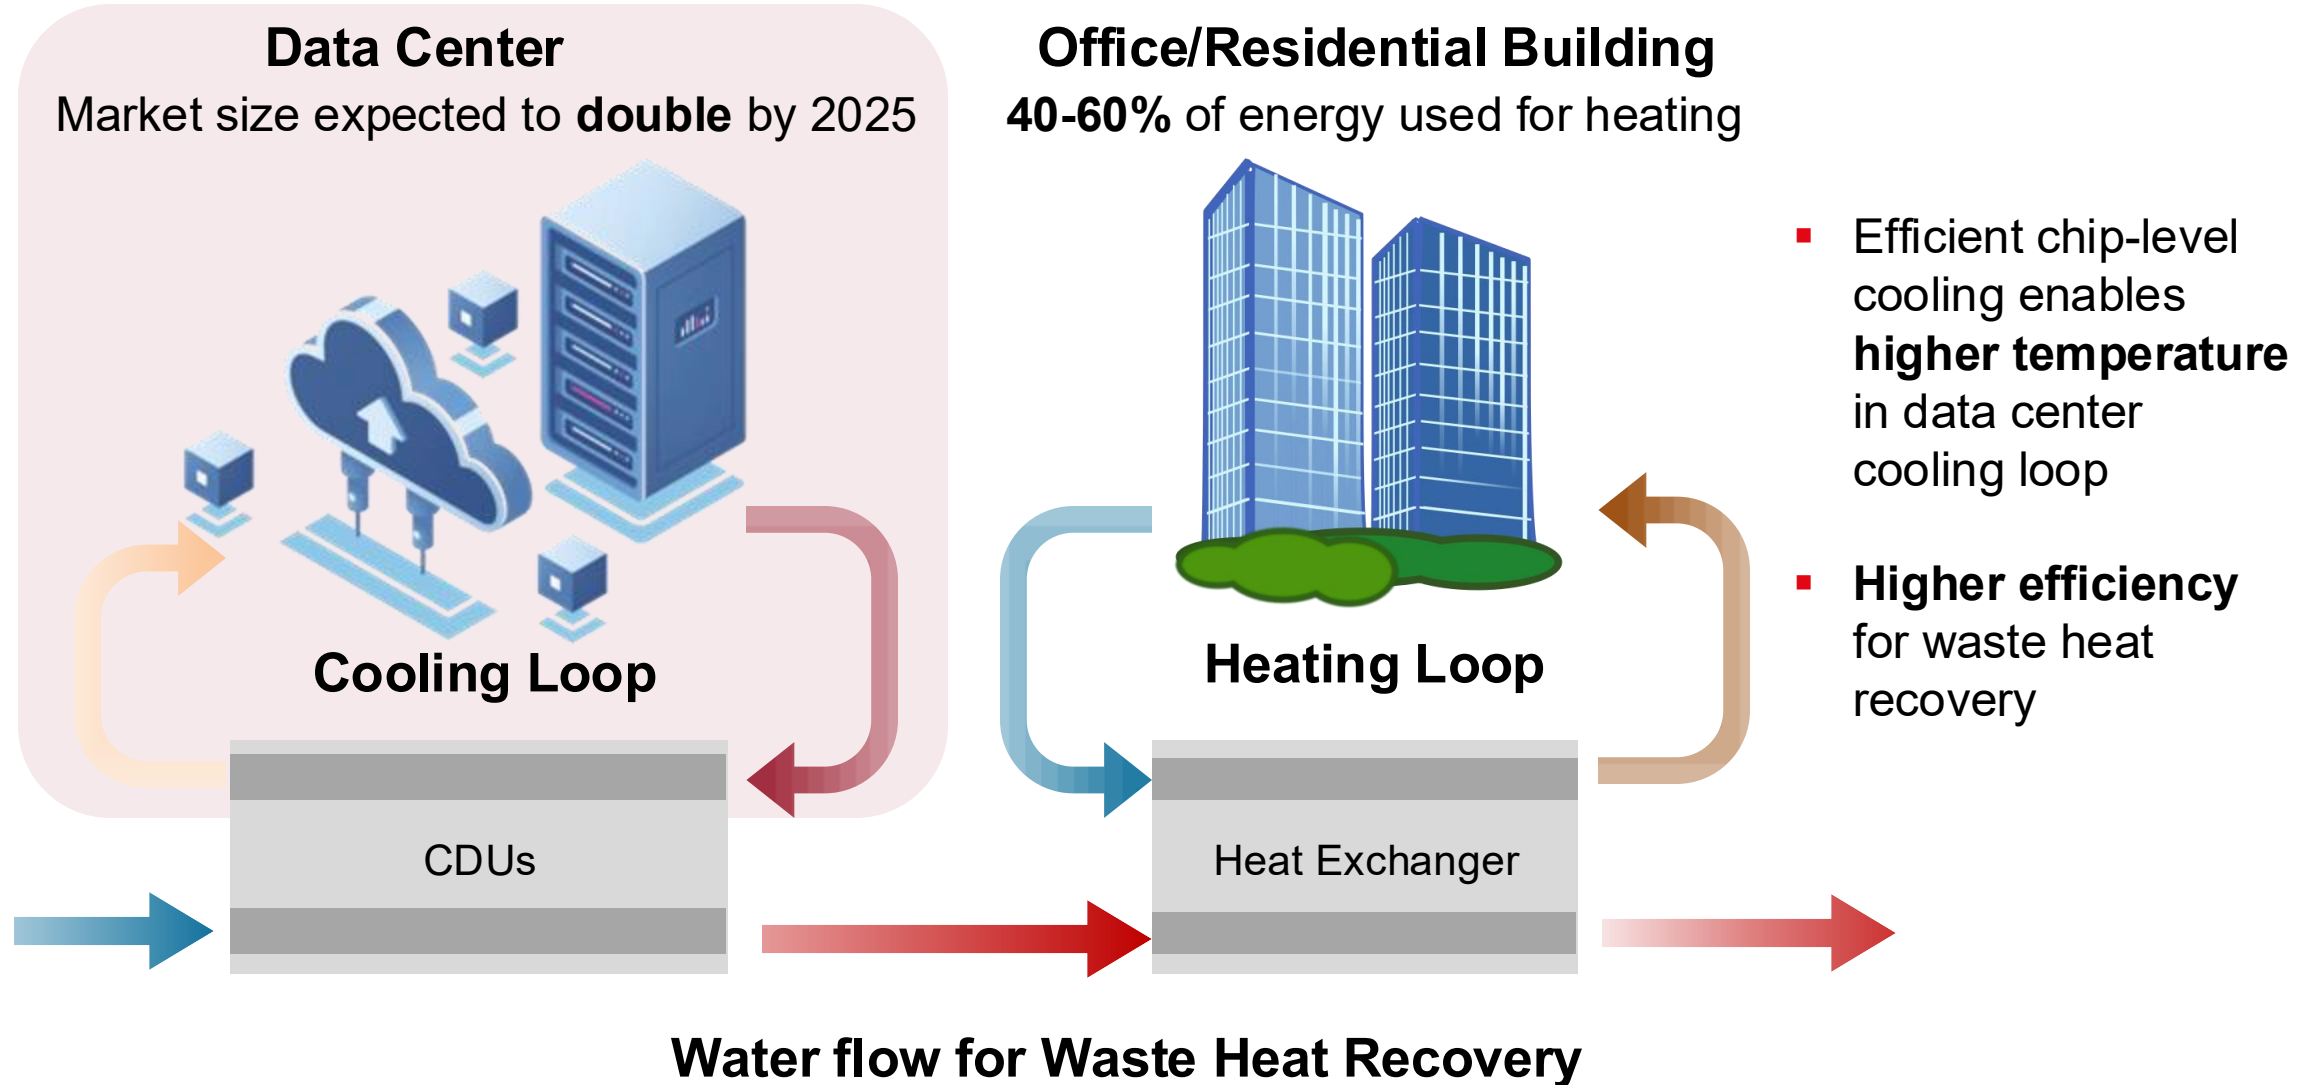 Data Center
Market size expected to double by 2025
Office/Residential Building
40-60% of energy used for heating
▪ Efficient chip-level
cooling enables
higher temperature
in data center
cooling loop
▪ Higher efficiency
for waste heat
recovery
Cooling Loop
Heating Loop
CDUs
Heat Exchanger
Water flow for Waste Heat Recovery